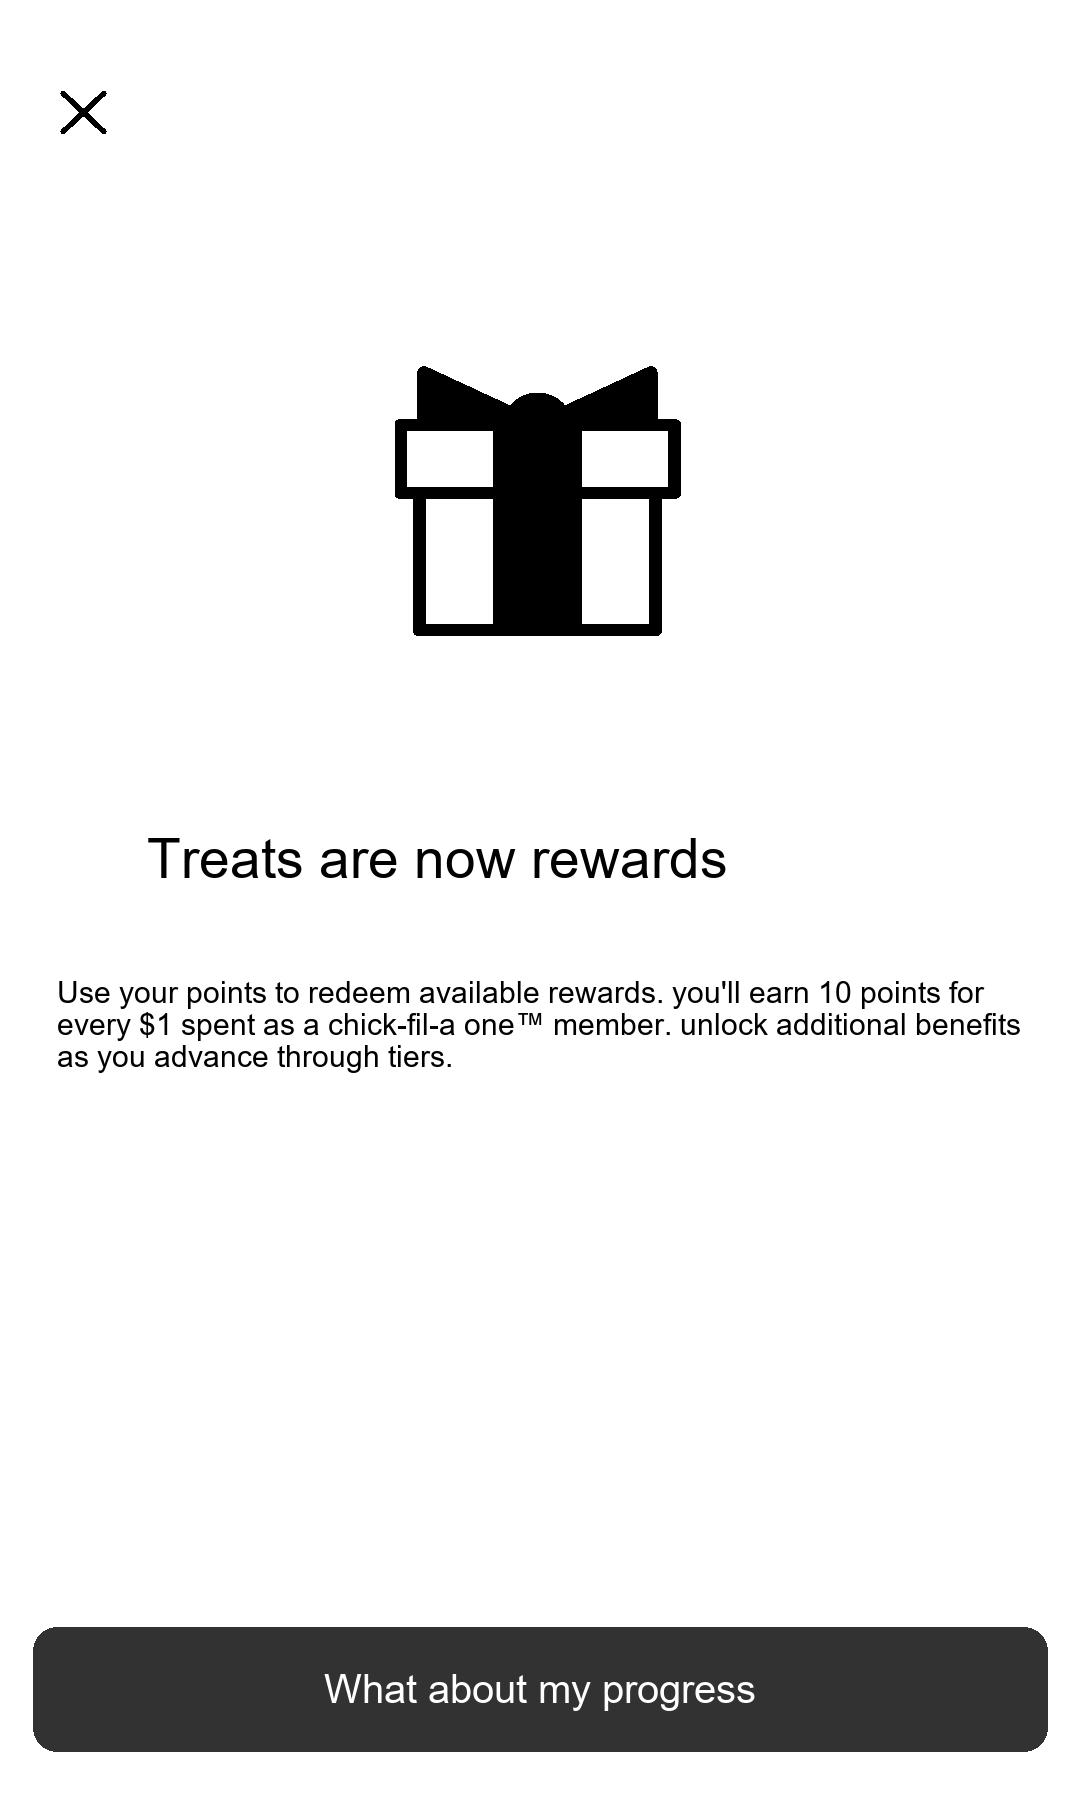 Treats are now rewards
Use your points to redeem available rewards. you'll earn 10 points for
every $1 spent as a chick-fil-a one™ member. unlock additional benefits
as you advance through tiers.
What about my progress